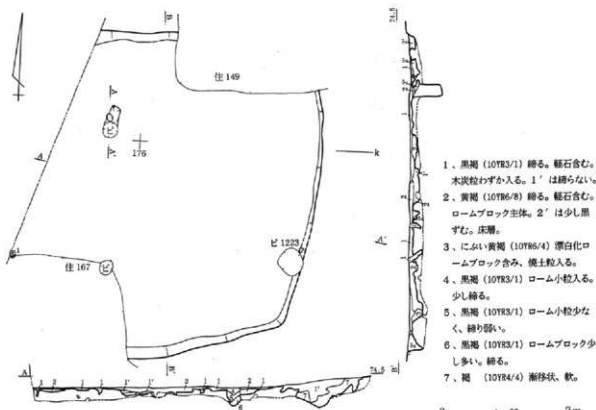 住149
176
住167
ピ
ピ
ピ1223
A
A
A'
k
74.5
74.5 m
1、黒褐 (10YR3/1) 締る。軽石含む。
木炭粒わずか入る。1′は締らない。
2、黄褐 (10YR6/8) 締る。軽石含む。
ロームブロック主体。2′は少し黒
ずむ。床層。
3、にぶい黄褐 (10YR6/4) 漂白化ロ
ームブロック含み、焼土粒入る。
4、黒褐 (10YR3/1) ローム小粒入る。
少し締る。
5、黒褐 (10YR3/1) ローム小粒少な
く、締り弱い。
6、黒褐 (10YR3/1) ロームブロック少
し多い。締る。
7、褐 (10YR4/4) 漸移状、軟。